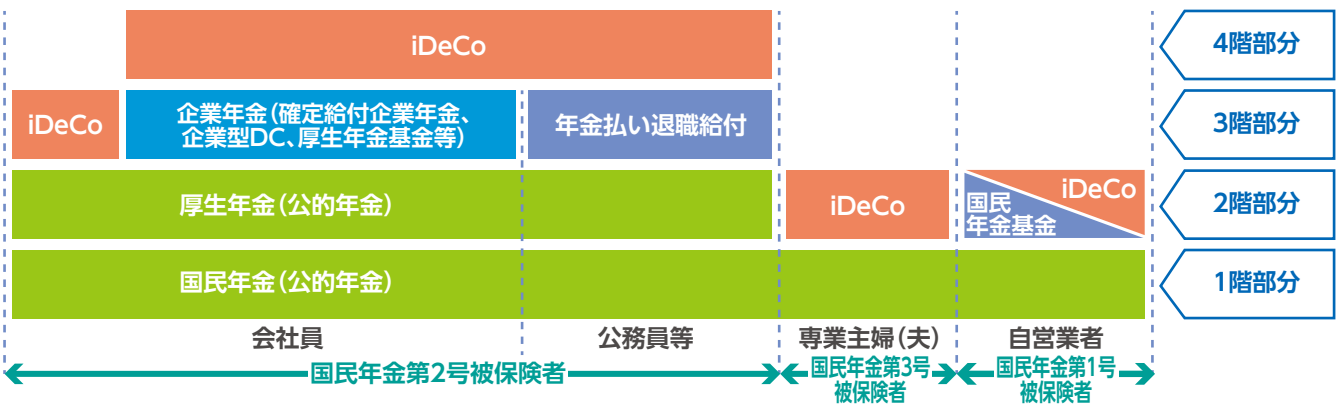 iDeCo
4階部分
iDeCo
企業年金（確定給付企業年金、
企業型DC、厚生年金基金等）
年金払い退職給付
3階部分
厚生年金（公的年金）
iDeCo
国民
年金基金
iDeCo
2階部分
国民年金（公的年金）
1階部分
会社員
公務員等
専業主婦（夫）
自営業者
国民年金第2号被保険者
国民年金第3号
被保険者
国民年金第1号
被保険者